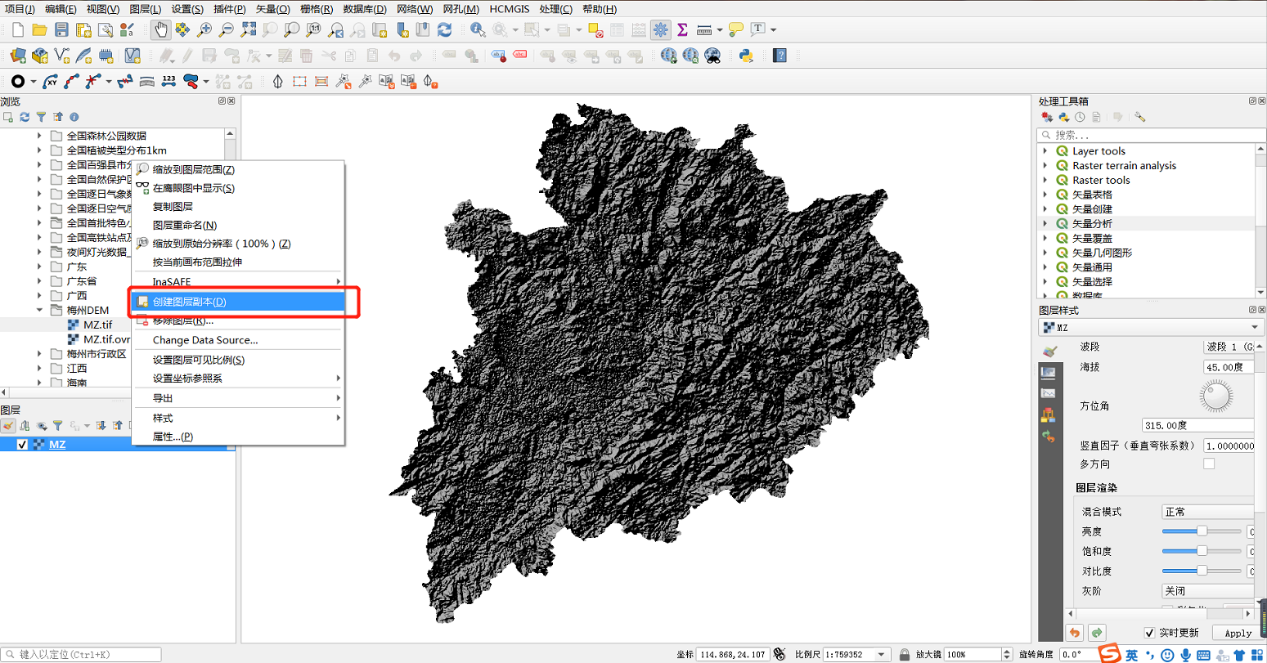 项目(J) 编辑(E) 视图(V) 图层(L) 设置(S) 插件(P) 矢量(O) 栅格(R) 数据库(D) 网络(W) 网孔(M) HCMGIS 处理(C) 帮助(H)
浏览
全国森林公园数据
全国植被类型分布1km
全国百强县市分
全国自然保护区
全国逐日气象数
全国逐日空气质
全国首批特色小
全国高铁站点及
夜间灯光数据_
广东
广东省
广西
梅州DEM
MZ.tif
MZ.tif.ovr
梅州市行政区
江西
海南
图层
MZ
缩放到图层范围(Z)
在鹰眼图中显示(S)
复制图层
图层重命名(N)
缩放到原始分辨率 ( 100% ) (Z)
按当前画布范围拉伸
InaSAFE
创建图层副本(D)
移除图层(R)...
Change Data Source...
设置图层可见比例(S)
设置坐标参照系
导出
样式
属性...(P)
处理工具箱
搜索...
Layer tools
Raster terrain analysis
Raster tools
矢量表格
矢量创建
矢量分析
矢量覆盖
矢量几何图形
矢量通用
矢量选择
数据库
图层样式
MZ
波段 波段 1 (G
海拔 45.00度
方位角
315.00度
竖直因子 (垂直弯张系数) 1.0000000
多方向
图层渲染
混合模式 正常
亮度
饱和度
对比度
灰阶 关闭
实时更新 Apply
键入以定位(Ctrl+K)
坐标 114.868,24.107 比例尺 1:759352 放大镜 100% 旋转角度 0.0°
英